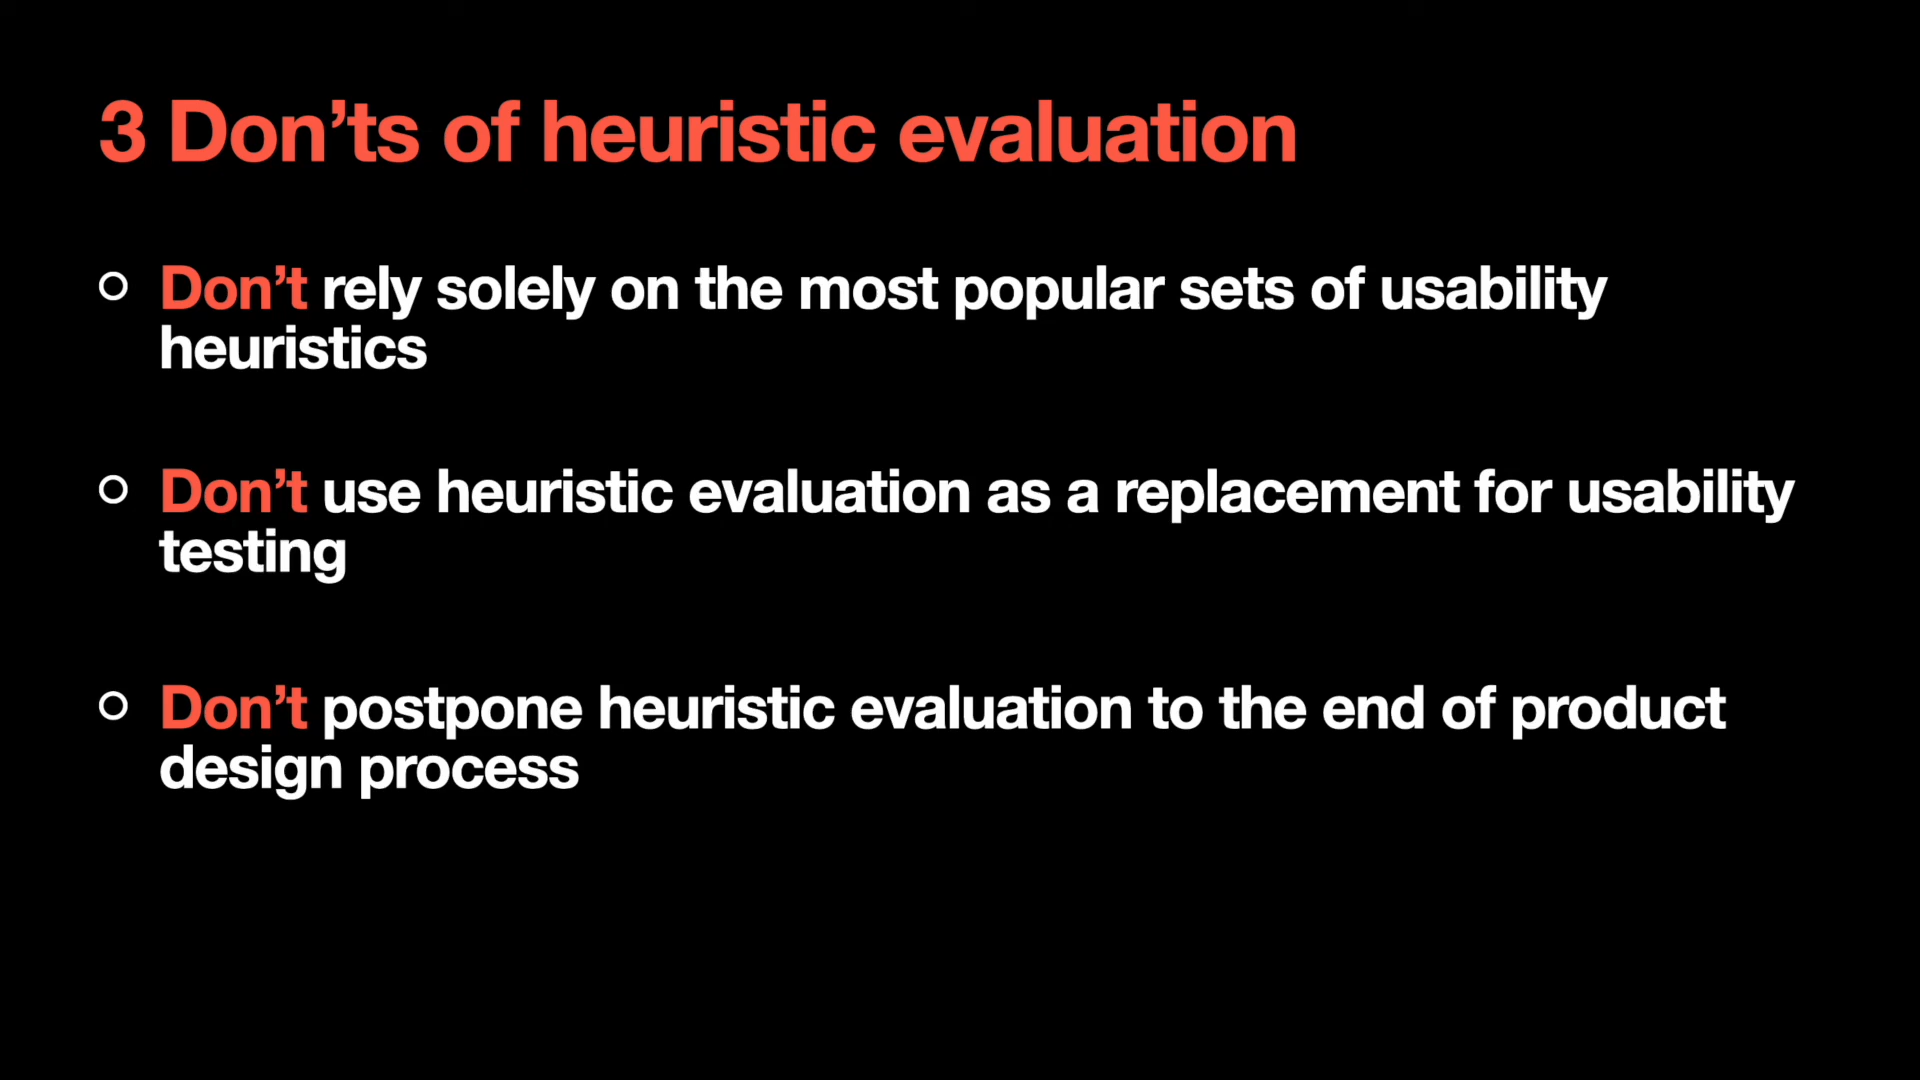 3 Don’ts of heuristic evaluation
Don’t rely solely on the most popular sets of usability
heuristics
Don’t use heuristic evaluation as a replacement for usability
testing
Don’t postpone heuristic evaluation to the end of product
design process